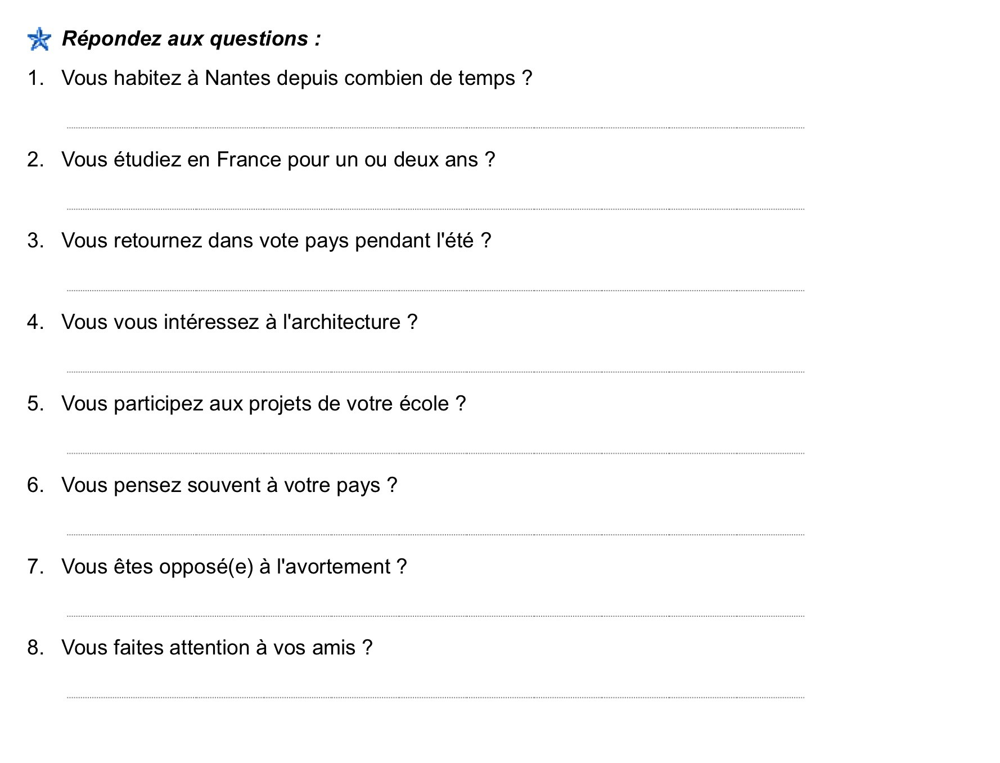 Répondez aux questions :
1. Vous habitez à Nantes depuis combien de temps ?
2. Vous étudiez en France pour un ou deux ans ?
3. Vous retournez dans vote pays pendant l'été ?
4. Vous vous intéressez à l'architecture ?
5. Vous participez aux projets de votre école ?
6. Vous pensez souvent à votre pays ?
7. Vous êtes opposé(e) à l'avortement ?
8. Vous faites attention à vos amis ?